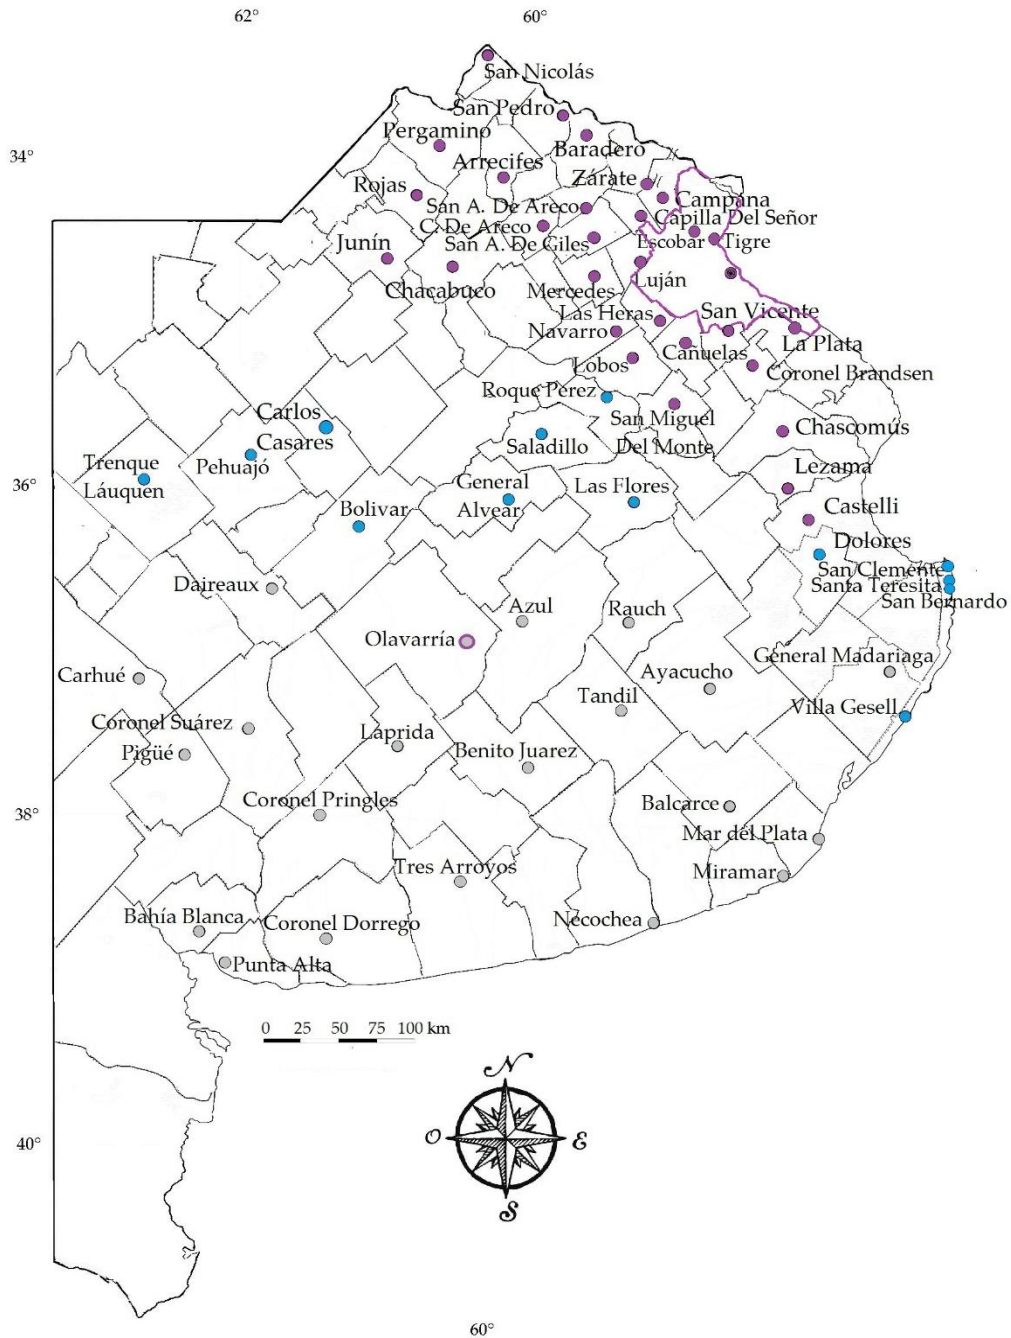 62°
60°
San Nicolás
San Pedro
34°
Pergamino
Baradero
Arrecifes
Zárate
Rojas
Campana
San A. De Areco
Capilla Del Señor
C. De Areco
Escobar
Tigre
Junín
San A. De Giles
Chacabuco
Mercedes
Luján
Las Heras
San Vicente
Navarro
La Plata
Cañuelas
Lobos
Coronel Brandsen
Roque Pérez
Carlos
Casares
San Miguel
Del Monte
Chascomús
Saladillo
Pehuajó
Trenque
Láuquen
Lezama
36°
General
Alvear
Las Flores
Bolivar
Castelli
Dolores
San Clemente
Santa Teresita
San Bernardo
Daireaux
Azul
Rauch
Olavarría
General Madariaga
Carhué
Ayacucho
Tandil
Villa Gesell
Coronel Suárez
Laprida
Pigüé
Benito Juarez
Coronel Pringles
Balcarce
38°
Mar del Plata
Tres Arroyos
Miramar
Bahía Blanca
Coronel Dorrego
Necochea
Punta Alta
0 25 50 75 100 km
N
O
E
S
40°
60°